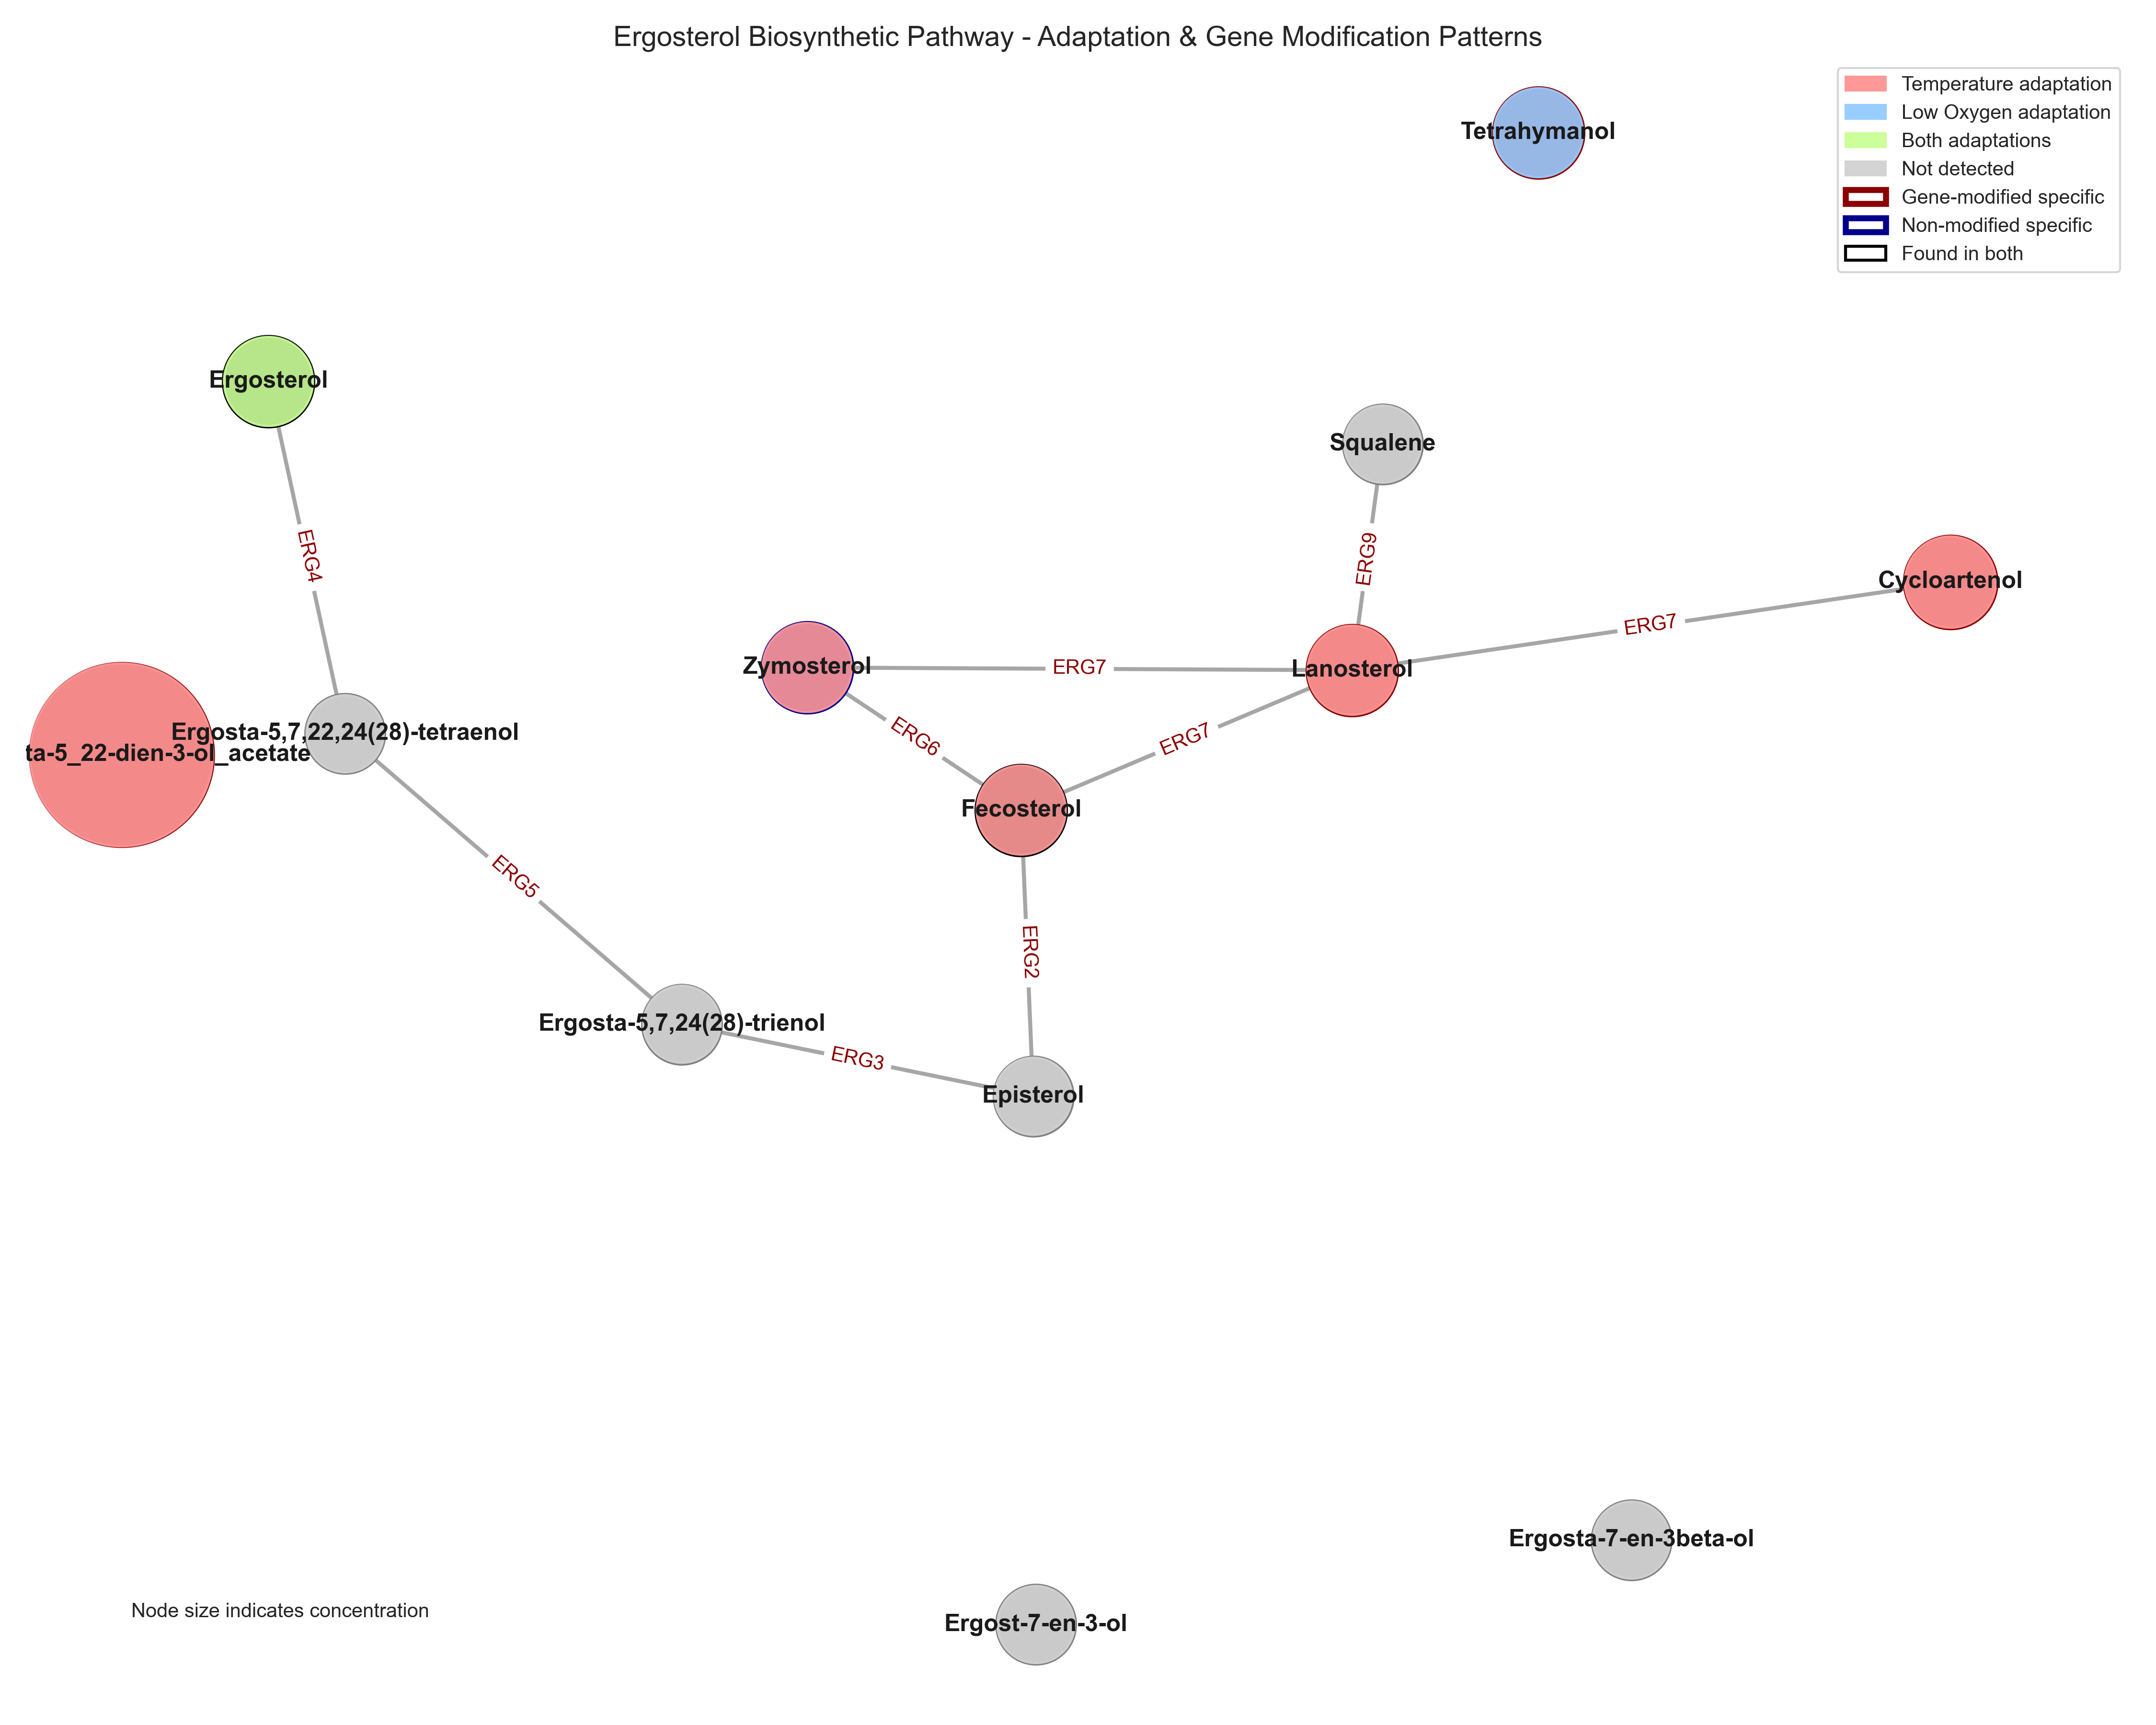 Ergosterol Biosynthetic Pathway - Adaptation & Gene Modification Patterns
Temperature adaptation
Low Oxygen adaptation
Both adaptations
Not detected
Gene-modified specific
Non-modified specific
Found in both
Tetrahymanol
Ergosterol
Squalene
ERG4
ERG9
Cycloartenol
ERG7
Zymosterol
ERG7
Lanosterol
Ergosta-5,7,22,24(28)-tetraenol
ERG6
ERG7
ta-5_22-dien-3-ol_acetate
Fecosterol
ERG5
ERG2
Ergosta-5,7,24(28)-trienol
ERG3
Episterol
Ergosta-7-en-3beta-ol
Node size indicates concentration
Ergost-7-en-3-ol